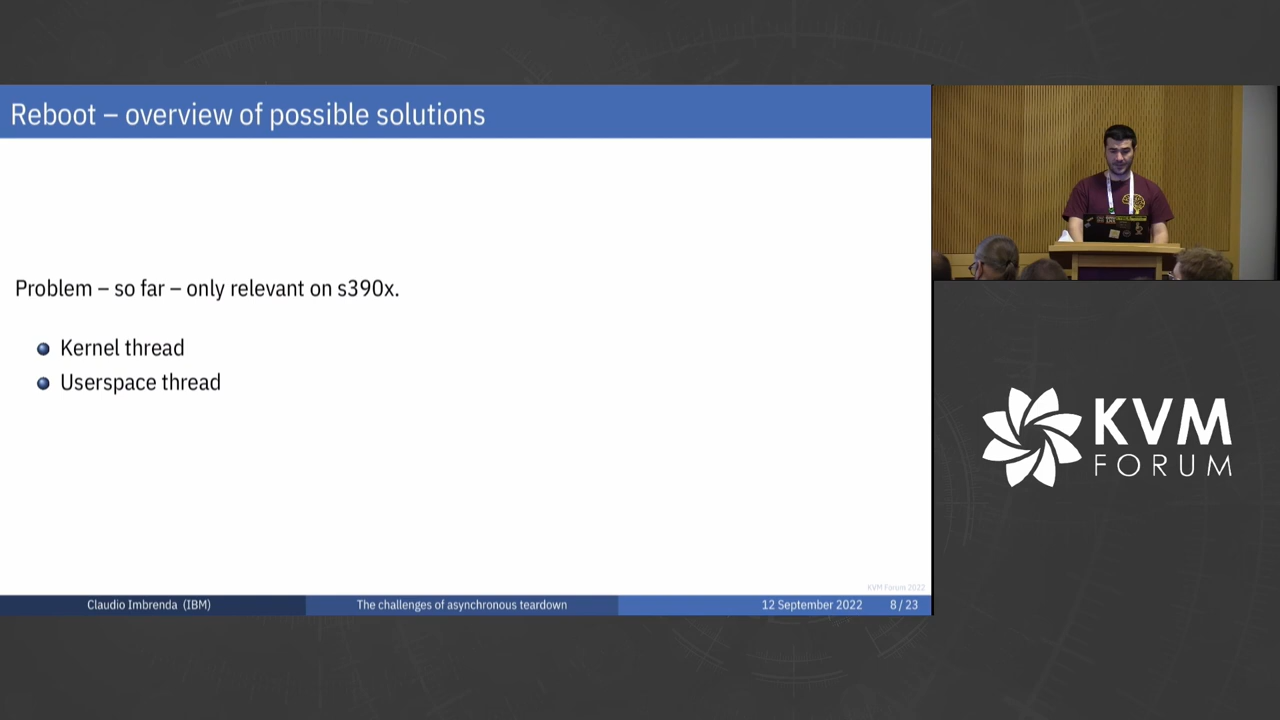 Reboot – overview of possible solutions
Problem – so far – only relevant on s390x.
Kernel thread
Userspace thread
KVM Forum 2022
Claudio Imbrenda (IBM)
The challenges of asynchronous teardown
12 September 2022
8 / 23
KVM
FORUM